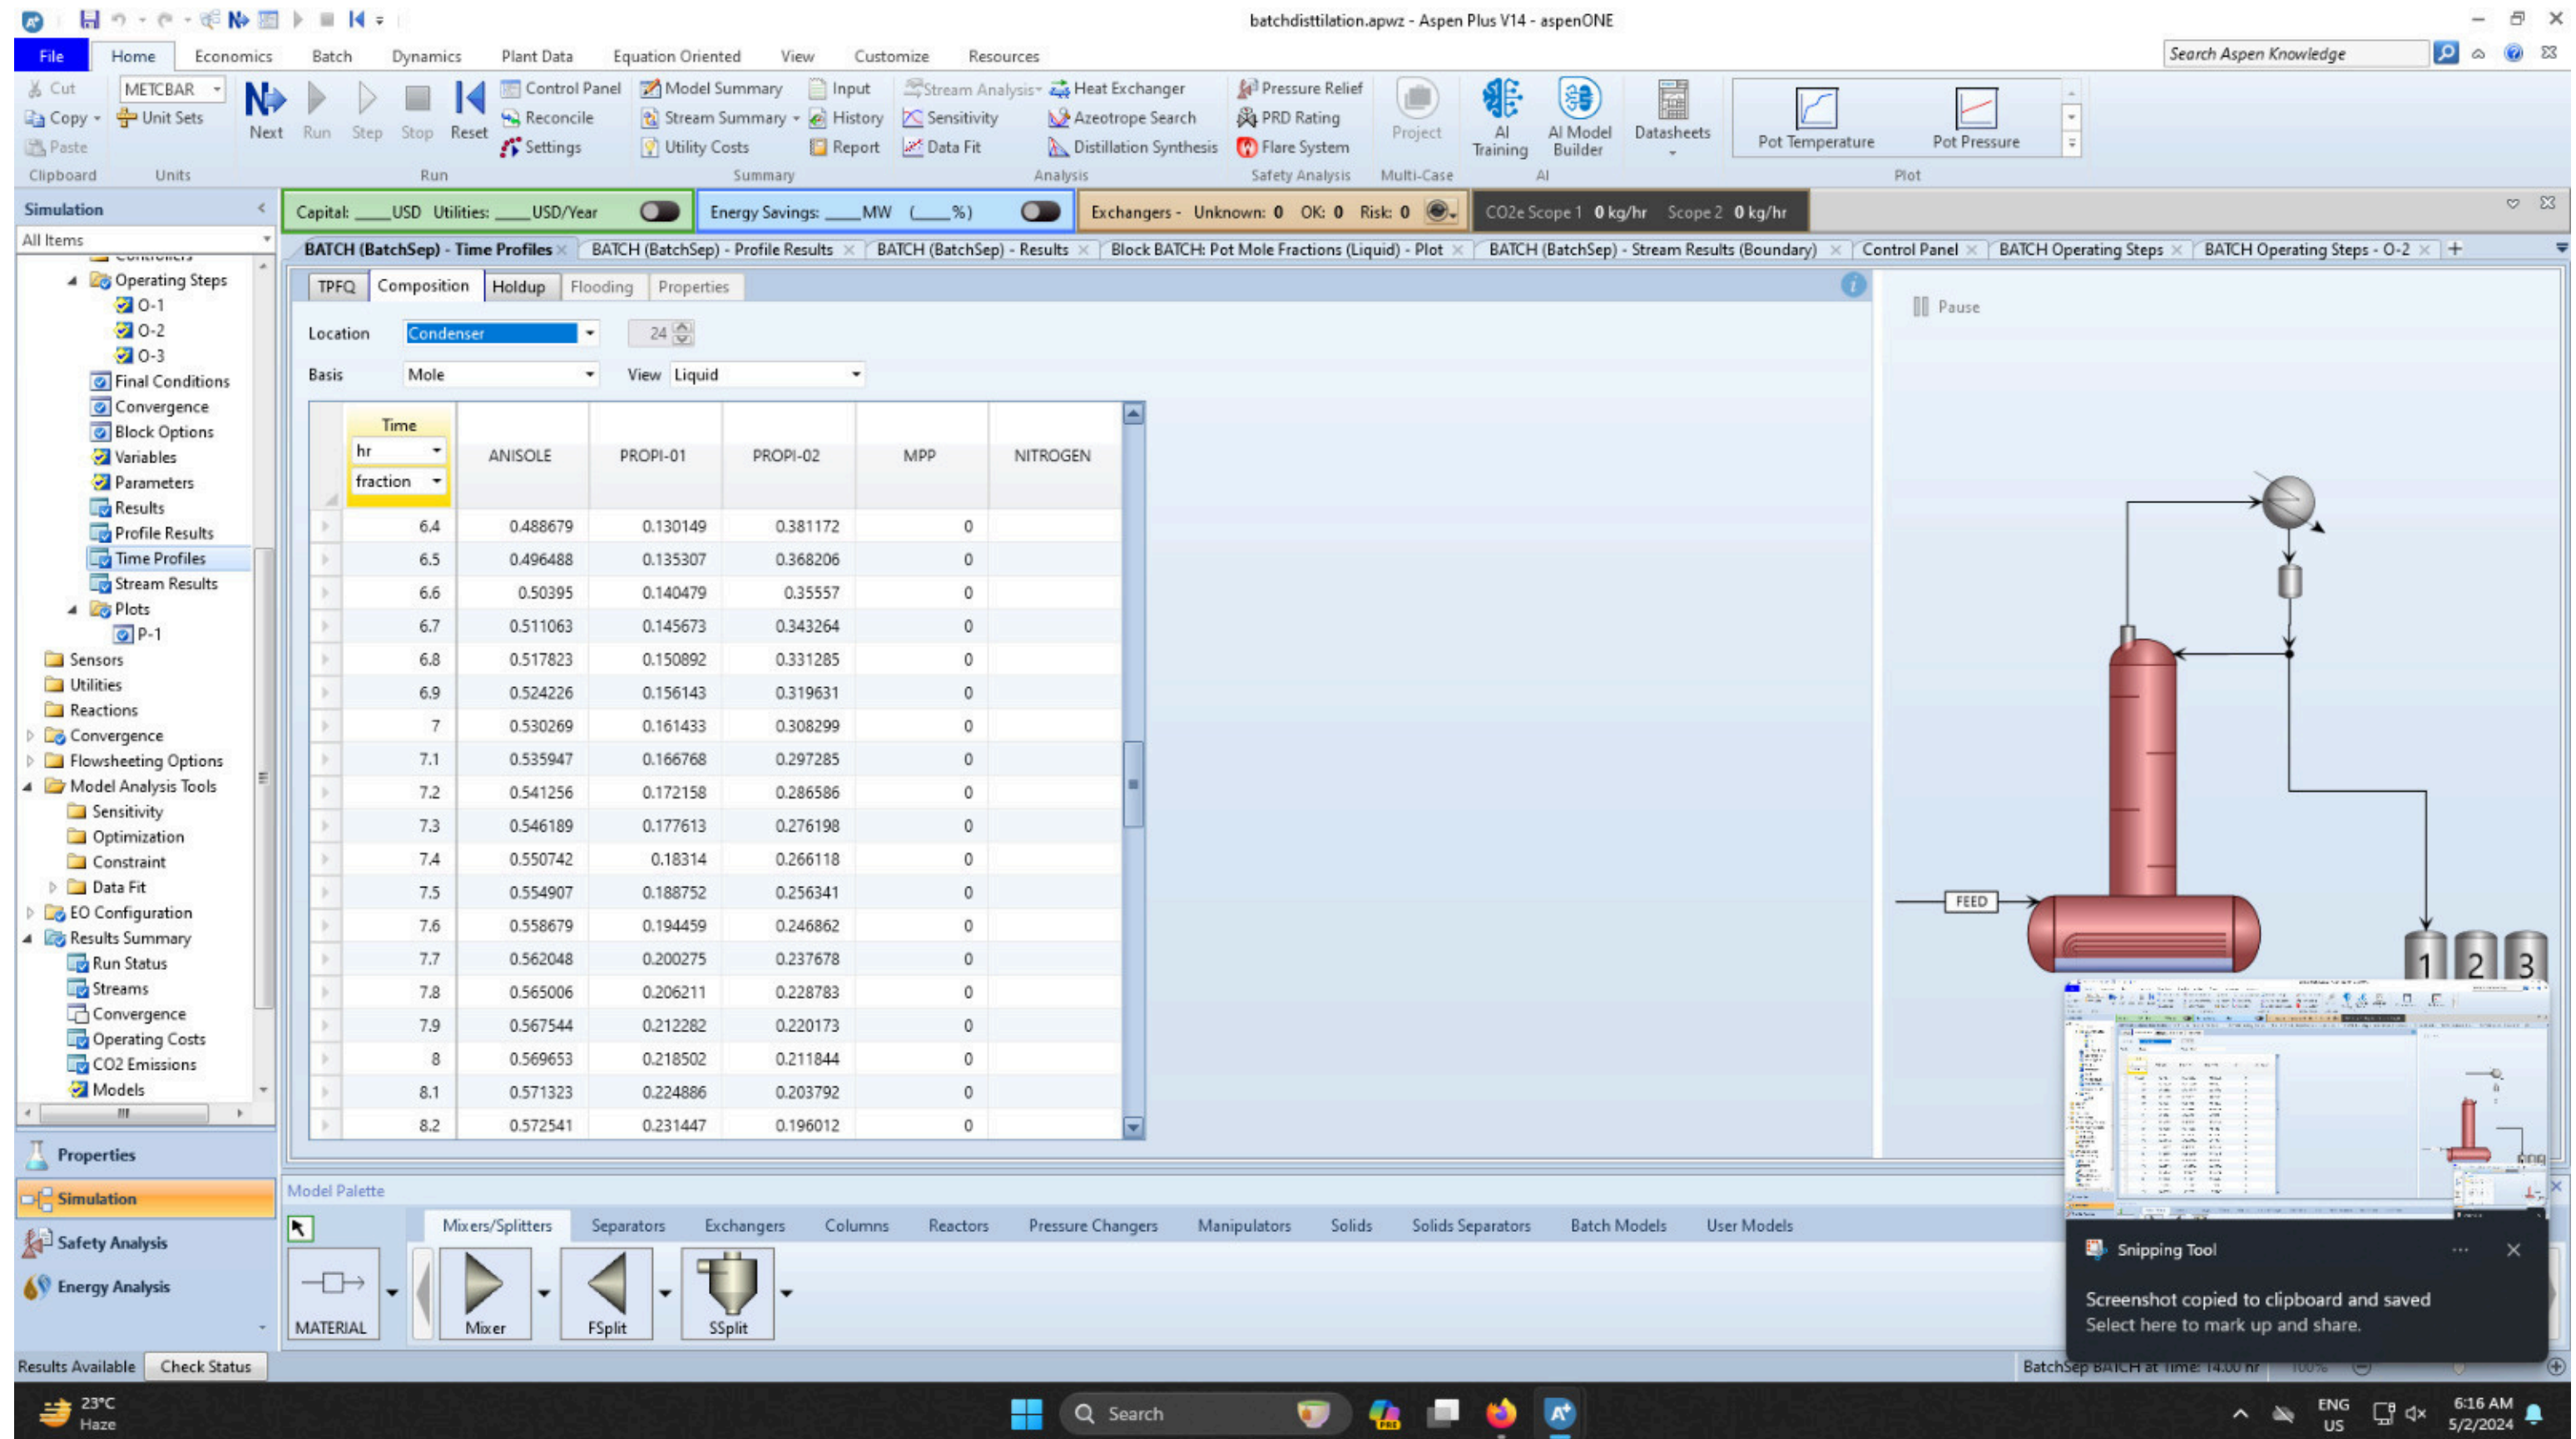 batchdisttilation.apwz - Aspen Plus V14 - aspenONE
File Home Economics Batch Dynamics Plant Data Equation Oriented View Customize Resources Search Aspen Knowledge
Cut METCBAR Control Panel Model Summary Input Stream Analysis Heat Exchanger Pressure Relief
Copy Unit Sets Reconcile Stream Summary History Sensitivity Azeotrope Search PRD Rating
Paste Next Run Step Stop Reset Settings Utility Costs Report Data Fit Distillation Synthesis Flare System Project AI Training AI Model Builder Datasheets Pot Temperature Pot Pressure
Clipboard Units Run Summary Analysis Safety Analysis Multi-Case AI Plot
Simulation Capital: ____USD Utilities: ____USD/Year Energy Savings: ____MW (____%) Exchangers - Unknown: 0 OK: 0 Risk: 0 CO2e Scope 1 0 kg/hr Scope 2 0 kg/hr
All Items BATCH (BatchSep) - Time Profiles BATCH (BatchSep) - Profile Results BATCH (BatchSep) - Results Block BATCH: Pot Mole Fractions (Liquid) - Plot BATCH (BatchSep) - Stream Results (Boundary) Control Panel BATCH Operating Steps BATCH Operating Steps - O-2 +
Controllers
Operating Steps
O-1
O-2
O-3
Final Conditions
Convergence
Block Options
Variables
Parameters
Results
Profile Results
Time Profiles
Stream Results
Plots
P-1
Sensors
Utilities
Reactions
Convergence
Flowsheeting Options
Model Analysis Tools
Sensitivity
Optimization
Constraint
Data Fit
EO Configuration
Results Summary
Run Status
Streams
Convergence
Operating Costs
CO2 Emissions
Models
Properties
Simulation
Safety Analysis
Energy Analysis
TPFQ Composition Holdup Flooding Properties
Location Condenser 24
Basis Mole View Liquid
Time
hr
fraction
ANISOLE PROPI-01 PROPI-02 MPP NITROGEN
6.4 0.488679 0.130149 0.381172 0
6.5 0.496488 0.135307 0.368206 0
6.6 0.50395 0.140479 0.35557 0
6.7 0.511063 0.145673 0.343264 0
6.8 0.517823 0.150892 0.331285 0
6.9 0.524226 0.156143 0.319631 0
7 0.530269 0.161433 0.308299 0
7.1 0.535947 0.166768 0.297285 0
7.2 0.541256 0.172158 0.286586 0
7.3 0.546189 0.177613 0.276198 0
7.4 0.550742 0.18314 0.266118 0
7.5 0.554907 0.188752 0.256341 0
7.6 0.558679 0.194459 0.246862 0
7.7 0.562048 0.200275 0.237678 0
7.8 0.565006 0.206211 0.228783 0
7.9 0.567544 0.212282 0.220173 0
8 0.569653 0.218502 0.211844 0
8.1 0.571323 0.224886 0.203792 0
8.2 0.572541 0.231447 0.196012 0
Pause
FEED
1 2 3
Model Palette
Mixers/Splitters Separators Exchangers Columns Reactors Pressure Changers Manipulators Solids Solids Separators Batch Models User Models
MATERIAL Mixer FSplit SSplit
Snipping Tool
Screenshot copied to clipboard and saved
Select here to mark up and share.
Results Available Check Status BatchSep BATCH at Time: 14.00 hr 100%
23°C
Haze
Search
PRE
ENG
US
6:16 AM
5/2/2024